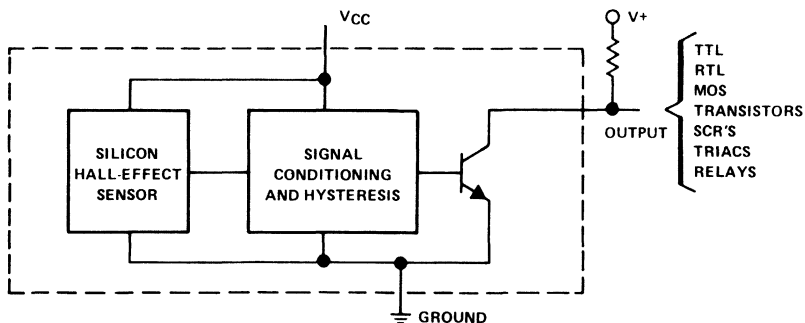 VCC
V+
TTL
RTL
MOS
TRANSISTORS
SCR'S
TRIACS
RELAYS
OUTPUT
SILICON
HALL-EFFECT
SENSOR
SIGNAL
CONDITIONING
AND HYSTERESIS
GROUND